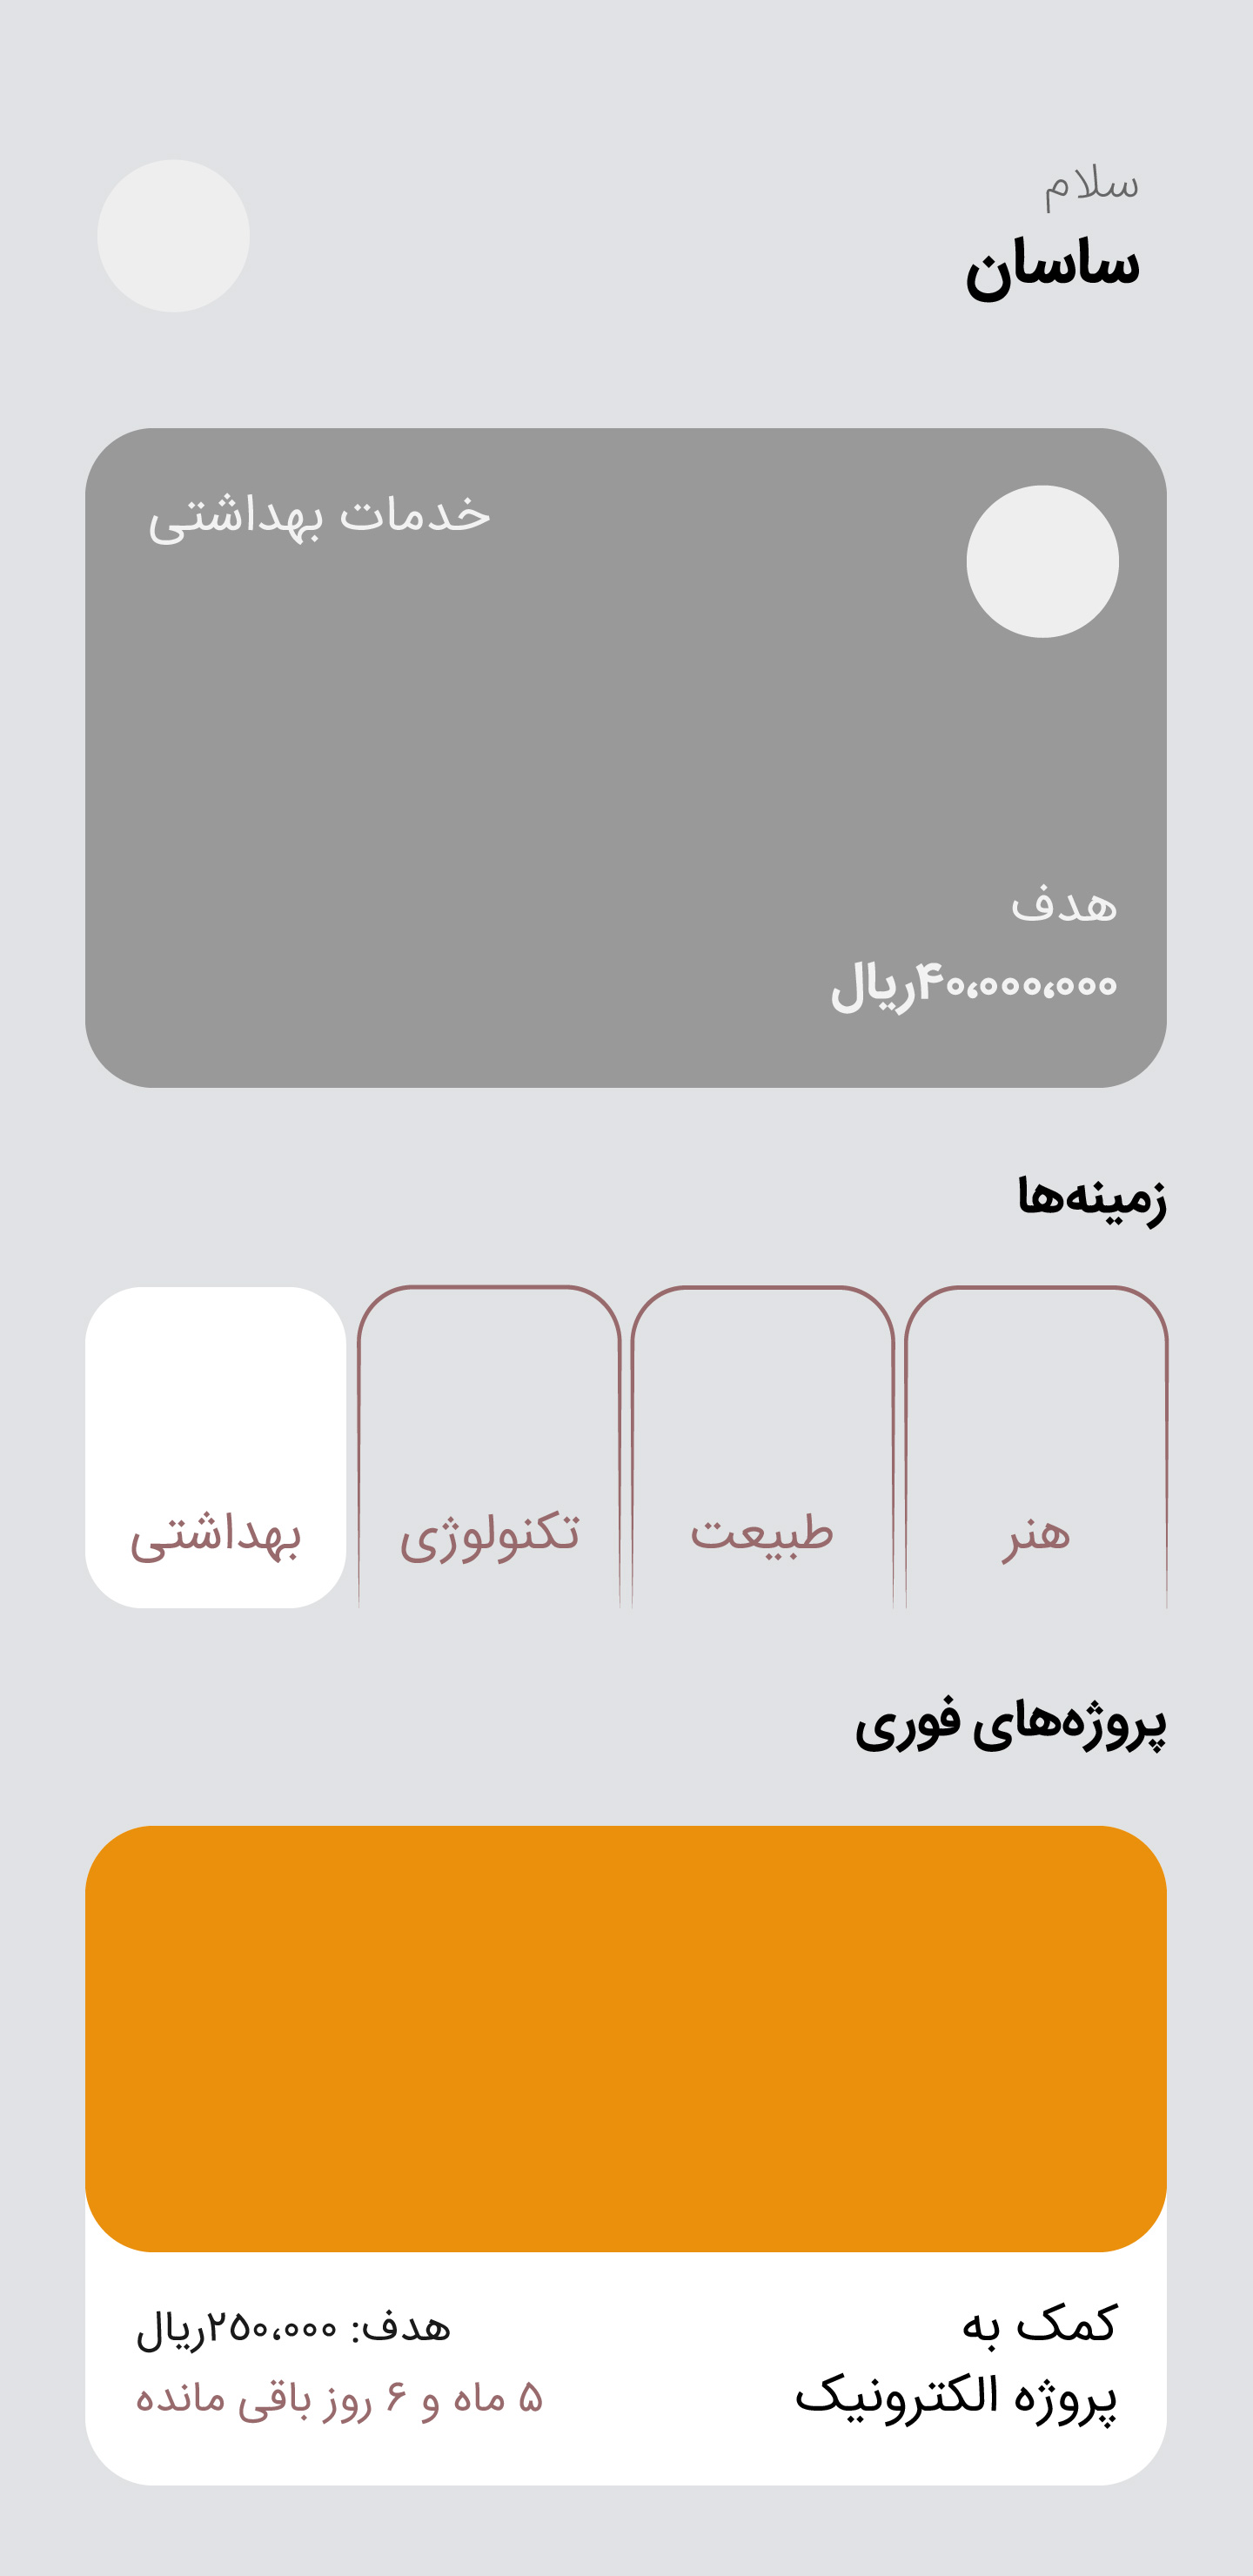 سلام
ساسان
خدمات بهداشتی
هدف
۴۰،۰۰۰،۰۰۰ریال
زمینه‌ها
هنر
طبیعت
تکنولوژی
بهداشتی
پروژه‌های فوری
کمک به
پروژه الکترونیک
هدف: ۲۵۰،۰۰۰ریال
۵ ماه و ۶ روز باقی مانده